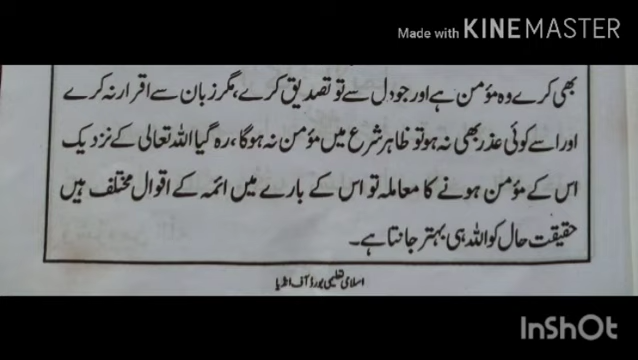 Made with KINEMASTER
بھی کرے وہ مؤمن ہے اور جو دل سے تو تصدیق کرے، مگر زبان سے اقرار نہ کرے
اور اسے کوئی عذر بھی نہ ہو تو ظاہر شرع میں مؤمن نہ ہوگا، رہ گیا اللہ تعالی کے نزدیک
اس کے مؤمن ہونے کا معاملہ تو اس کے بارے میں ائمہ کے اقوال مختلف ہیں
حقیقت حال کو اللہ ہی بہتر جانتا ہے۔
اسلامی تعلیمی بورڈ آف انڈیا
InShOt